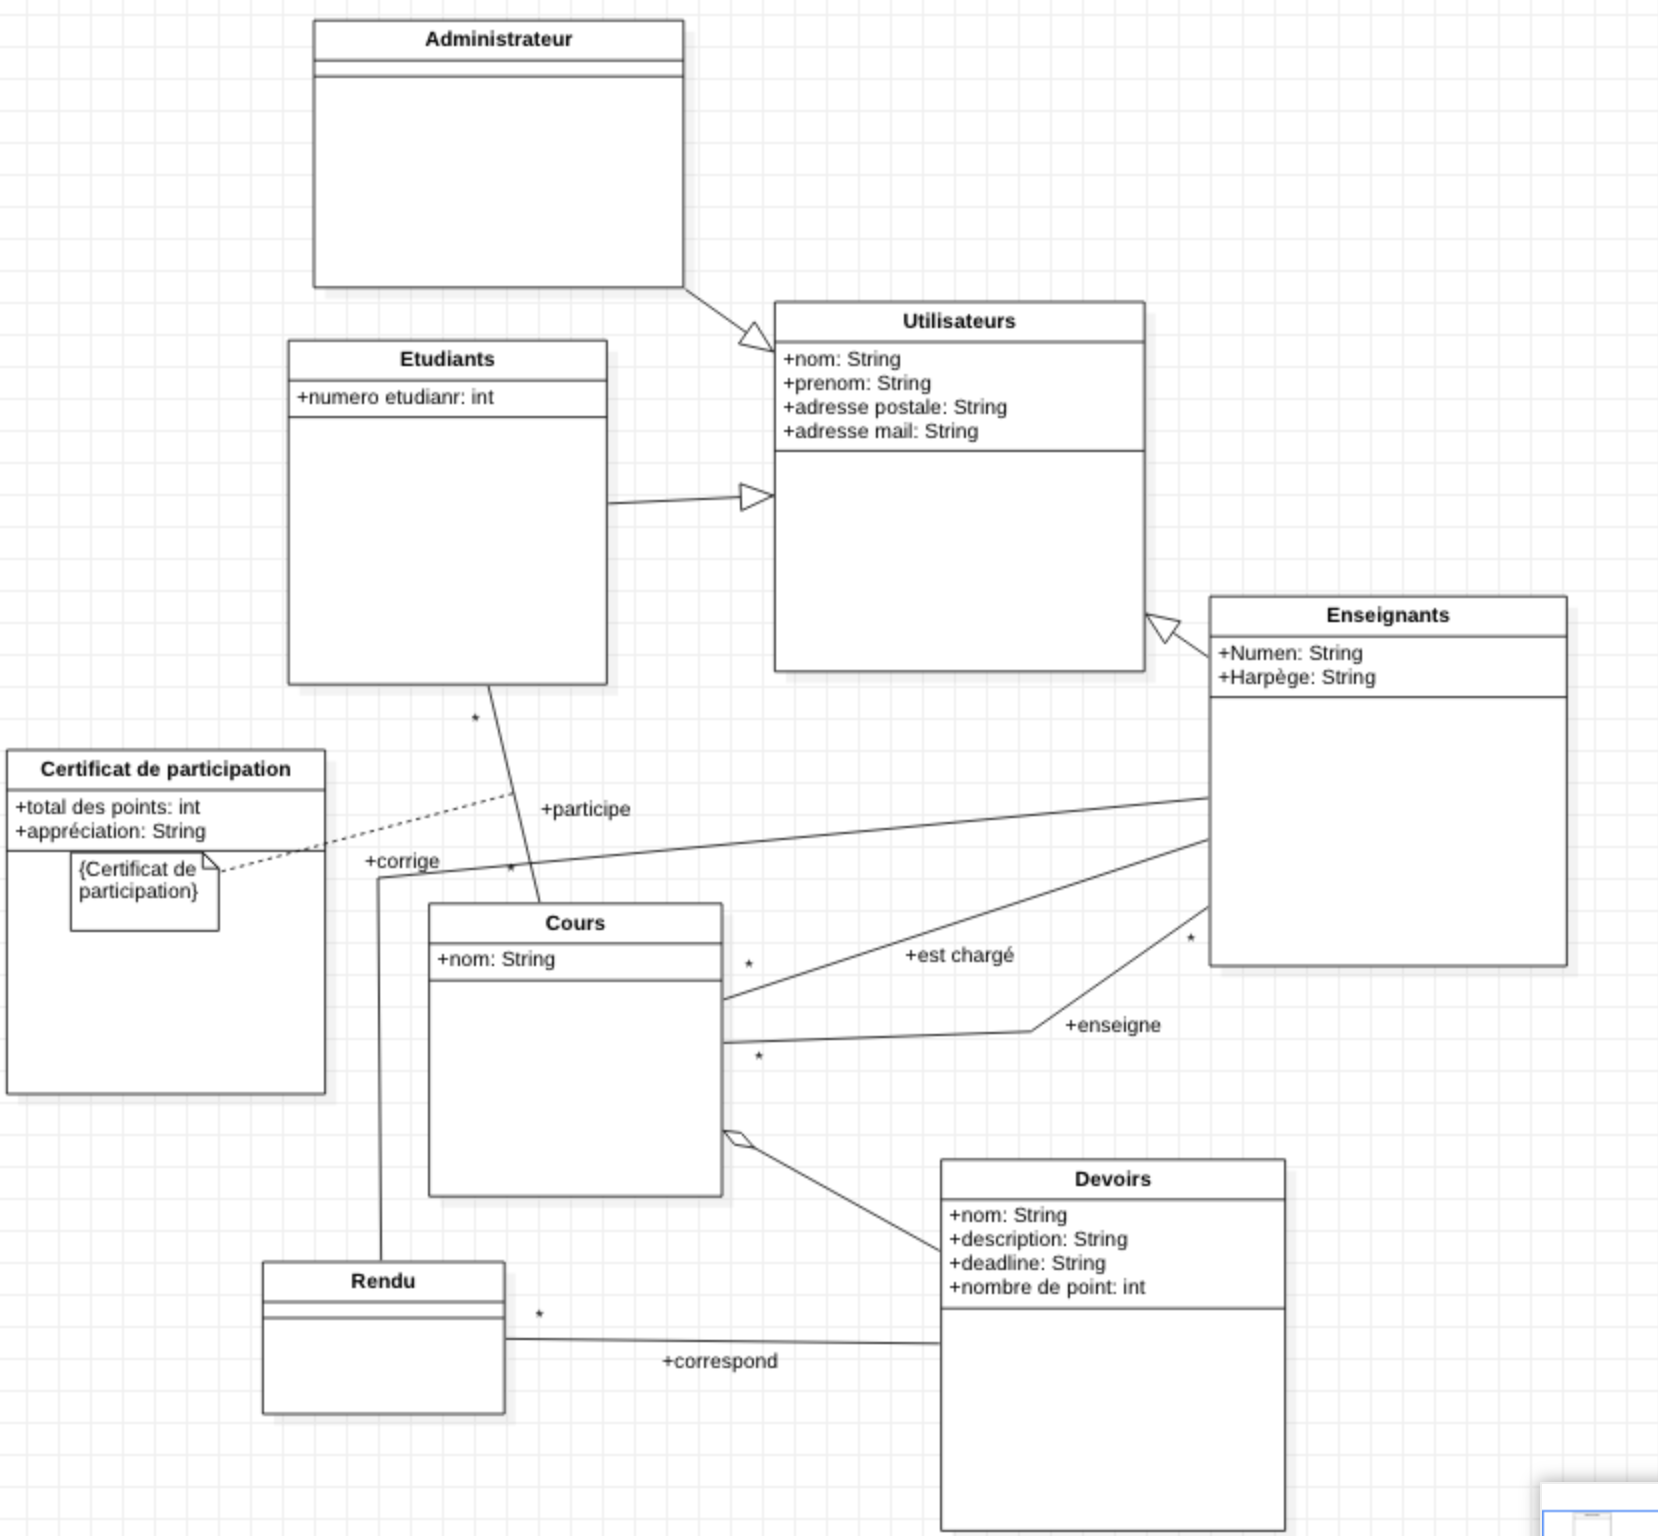 Administrateur
Utilisateurs
+nom: String
+prenom: String
+adresse postale: String
+adresse mail: String
Etudiants
+numero etudianr: int
Enseignants
+Numen: String
+Harpège: String
*
Certificat de participation
+total des points: int
+appréciation: String
{Certificat de
participation}
+participe
+corrige
*
Cours
+nom: String
*
+est chargé
*
+enseigne
*
Devoirs
+nom: String
+description: String
+deadline: String
+nombre de point: int
Rendu
*
+correspond